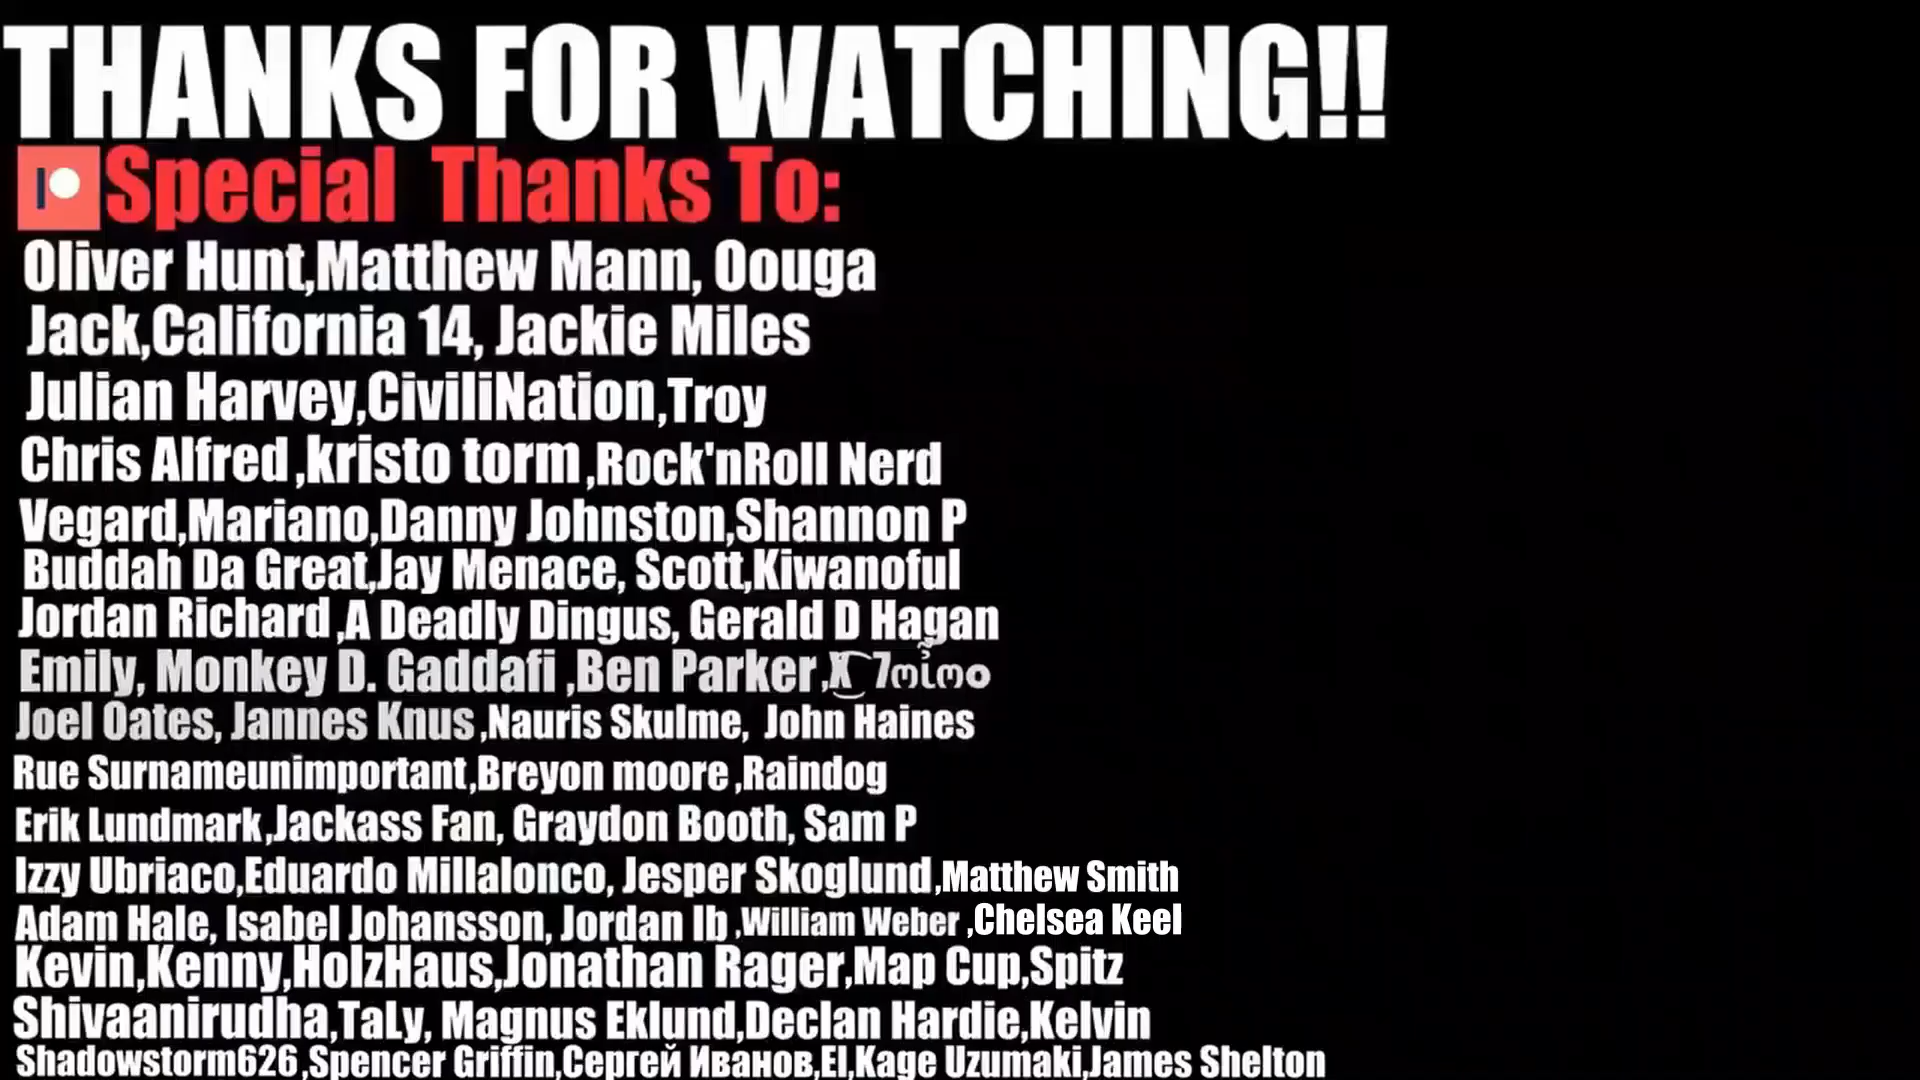 THANKS FOR WATCHING!!
Special Thanks To:
Oliver Hunt,Matthew Mann, Oouga
Jack,California 14, Jackie Miles
Julian Harvey,CiviliNation,Troy
Chris Alfred ,kristo torm ,Rock'nRoll Nerd
Vegard,Mariano,Danny Johnston,Shannon P
Buddah Da Great,Jay Menace, Scott,Kiwanoful
Jordan Richard ,A Deadly Dingus, Gerald D Hagan
Emily, Monkey D. Gaddafi ,Ben Parker,
Joel Oates, Jannes Knus ,Nauris Skulme, John Haines
Rue Surnameunimportant,Breyon moore ,Raindog
Erik Lundmark,Jackass Fan, Graydon Booth, Sam P
Izzy Ubriaco,Eduardo Millalonco, Jesper Skoglund,Matthew Smith
Adam Hale, Isabel Johansson, Jordan Ib ,William Weber ,Chelsea Keel
Kevin,Kenny,HolzHaus,Jonathan Rager,Map Cup,Spitz
Shivaanirudha,TaLy, Magnus Eklund,Declan Hardie,Kelvin
Shadowstorm626,Spencer Griffin,Сергей Иванов,El,Kage Uzumaki,James Shelton